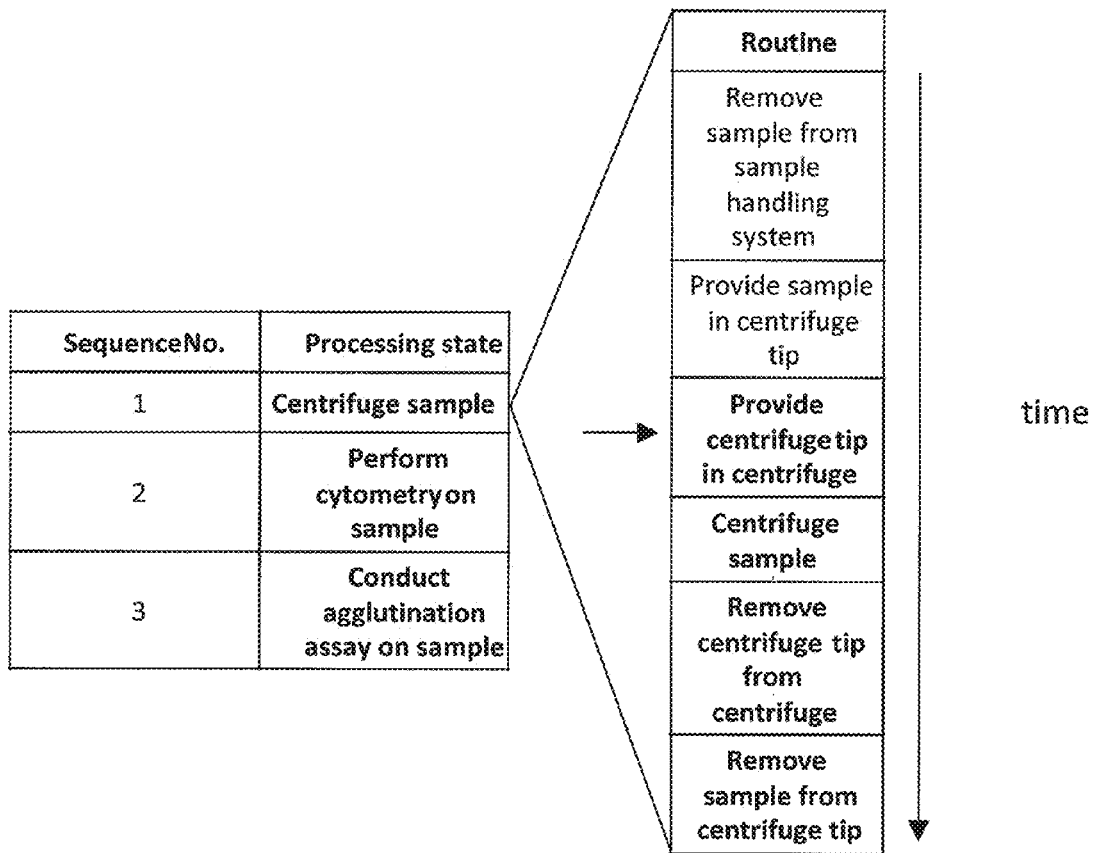 SequenceNo. Processing state
1 Centrifuge sample
2 Perform
cytometry on
sample
3 Conduct
agglutination
assay on sample
Routine
Remove
sample from
sample
handling
system
Provide sample
in centrifuge
tip
Provide
centrifuge tip
in centrifuge
Centrifuge
sample
Remove
centrifuge tip
from
centrifuge
Remove
sample from
centrifuge tip
time